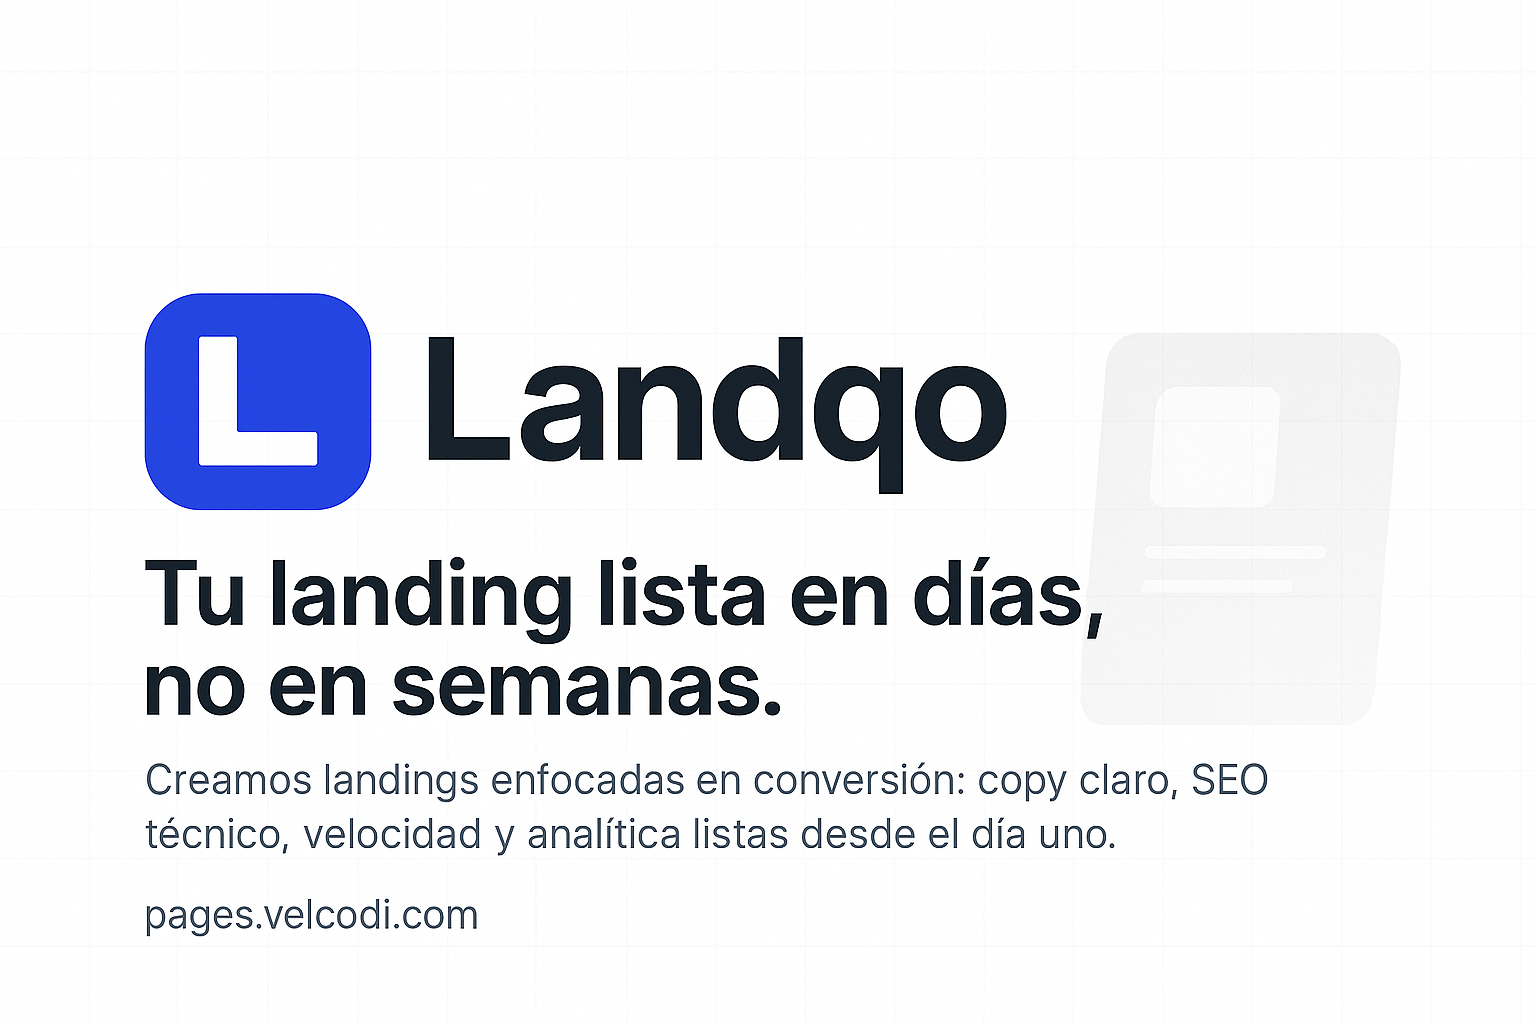 L
Landqo
Tu landing lista en días,
no en semanas.
Creamos landings enfocadas en conversión: copy claro, SEO
técnico, velocidad y analítica listas desde el día uno.
pages.velcodi.com